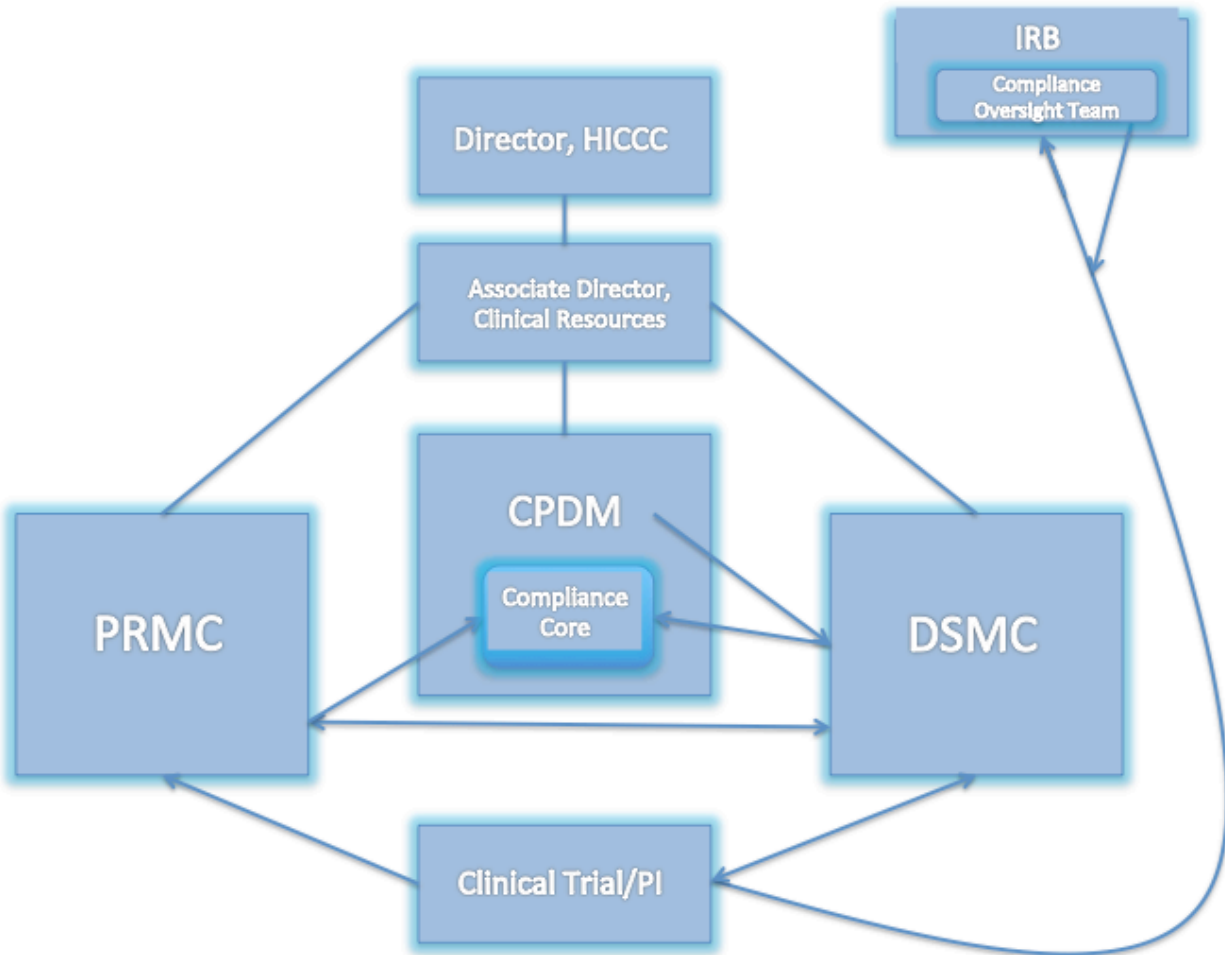 IRB
Compliance
Oversight Team
Director, HICCC
Associate Director,
Clinical Resources
CPDM
Compliance
Core
PRMC
DSMC
Clinical Trial/PI